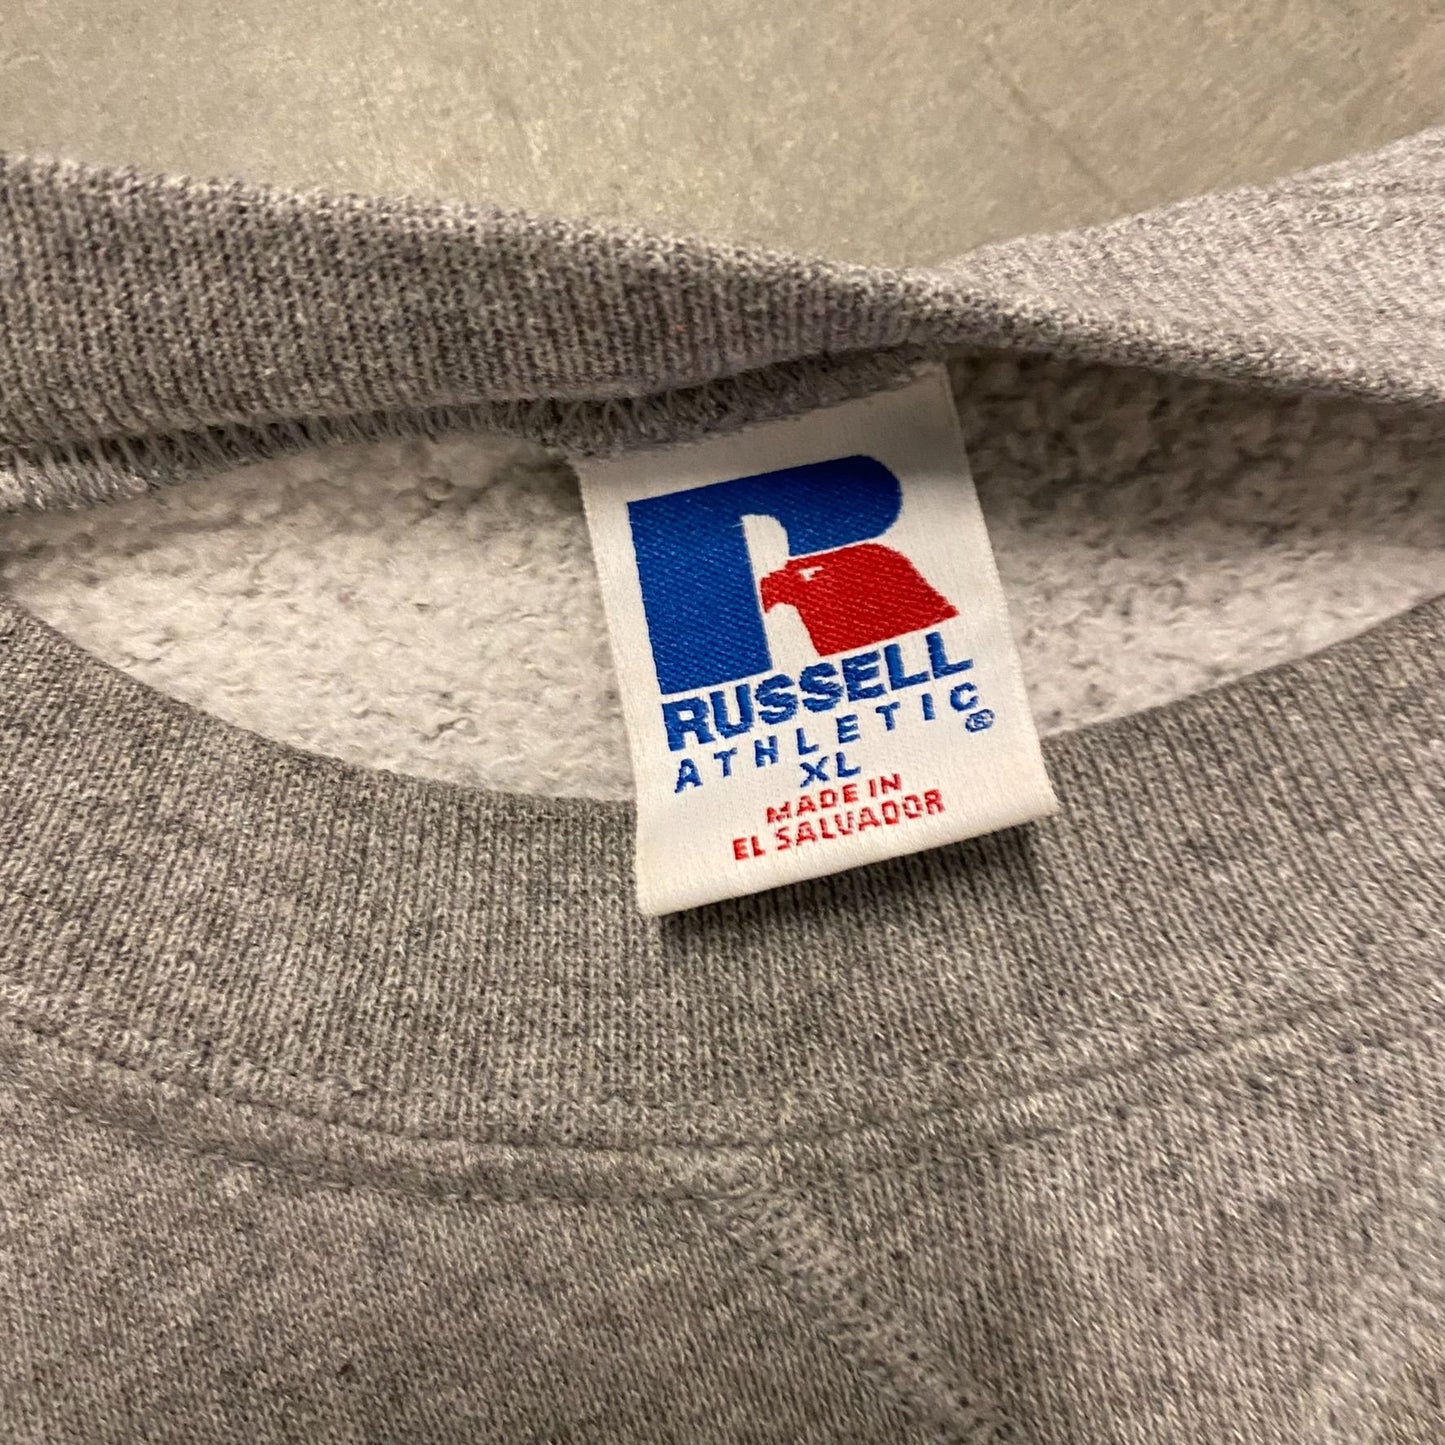 RUSSELL
ATHLETIC®
XL
MADE IN
EL SALVADOR